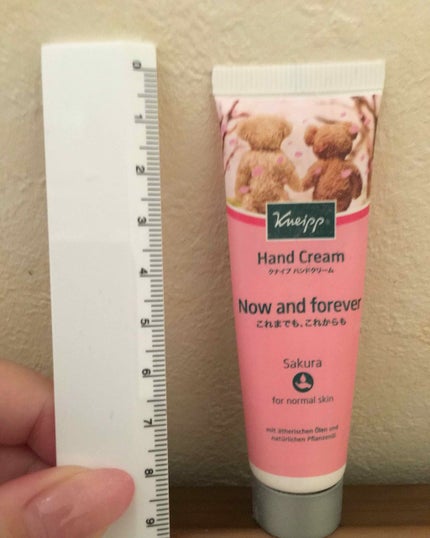 0
1
2
3
4
5
6
7
8
9
Kneipp
Hand Cream
クナイプ ハンドクリーム
Now and forever
これまでも、これからも
Sakura
for normal skin
mit ätherischen Ölen und
natürlichen Pflanzenöl